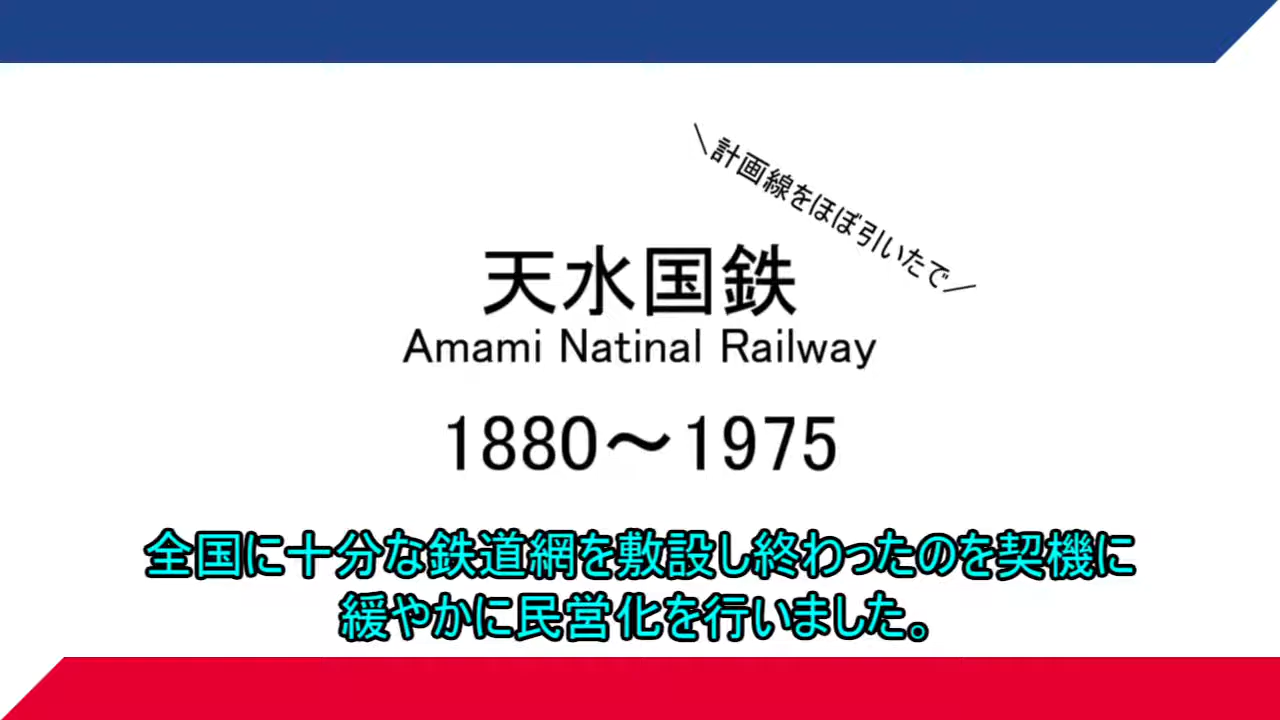 ＼計画線をほぼ引いたで／
天水国鉄
Amami Natinal Railway
1880～1975
全国に十分な鉄道網を敷設し終わったのを契機に
緩やかに民営化を行いました。